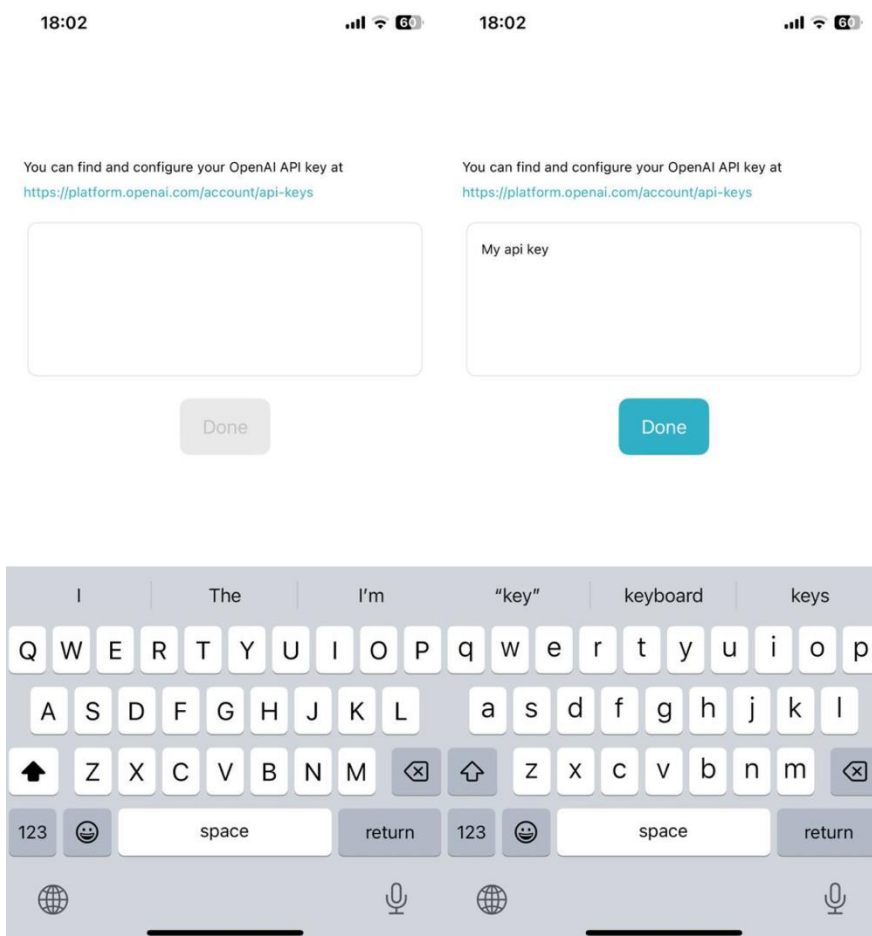 18:02
60
You can find and configure your OpenAI API key at
https://platform.openai.com/account/api-keys
Done
I The I'm
Q W E R T Y U I O P
A S D F G H J K L
Z X C V B N M
123 space return
18:02
60
You can find and configure your OpenAI API key at
https://platform.openai.com/account/api-keys
My api key
Done
“key” keyboard keys
q w e r t y u i o p
a s d f g h j k l
z x c v b n m
123 space return